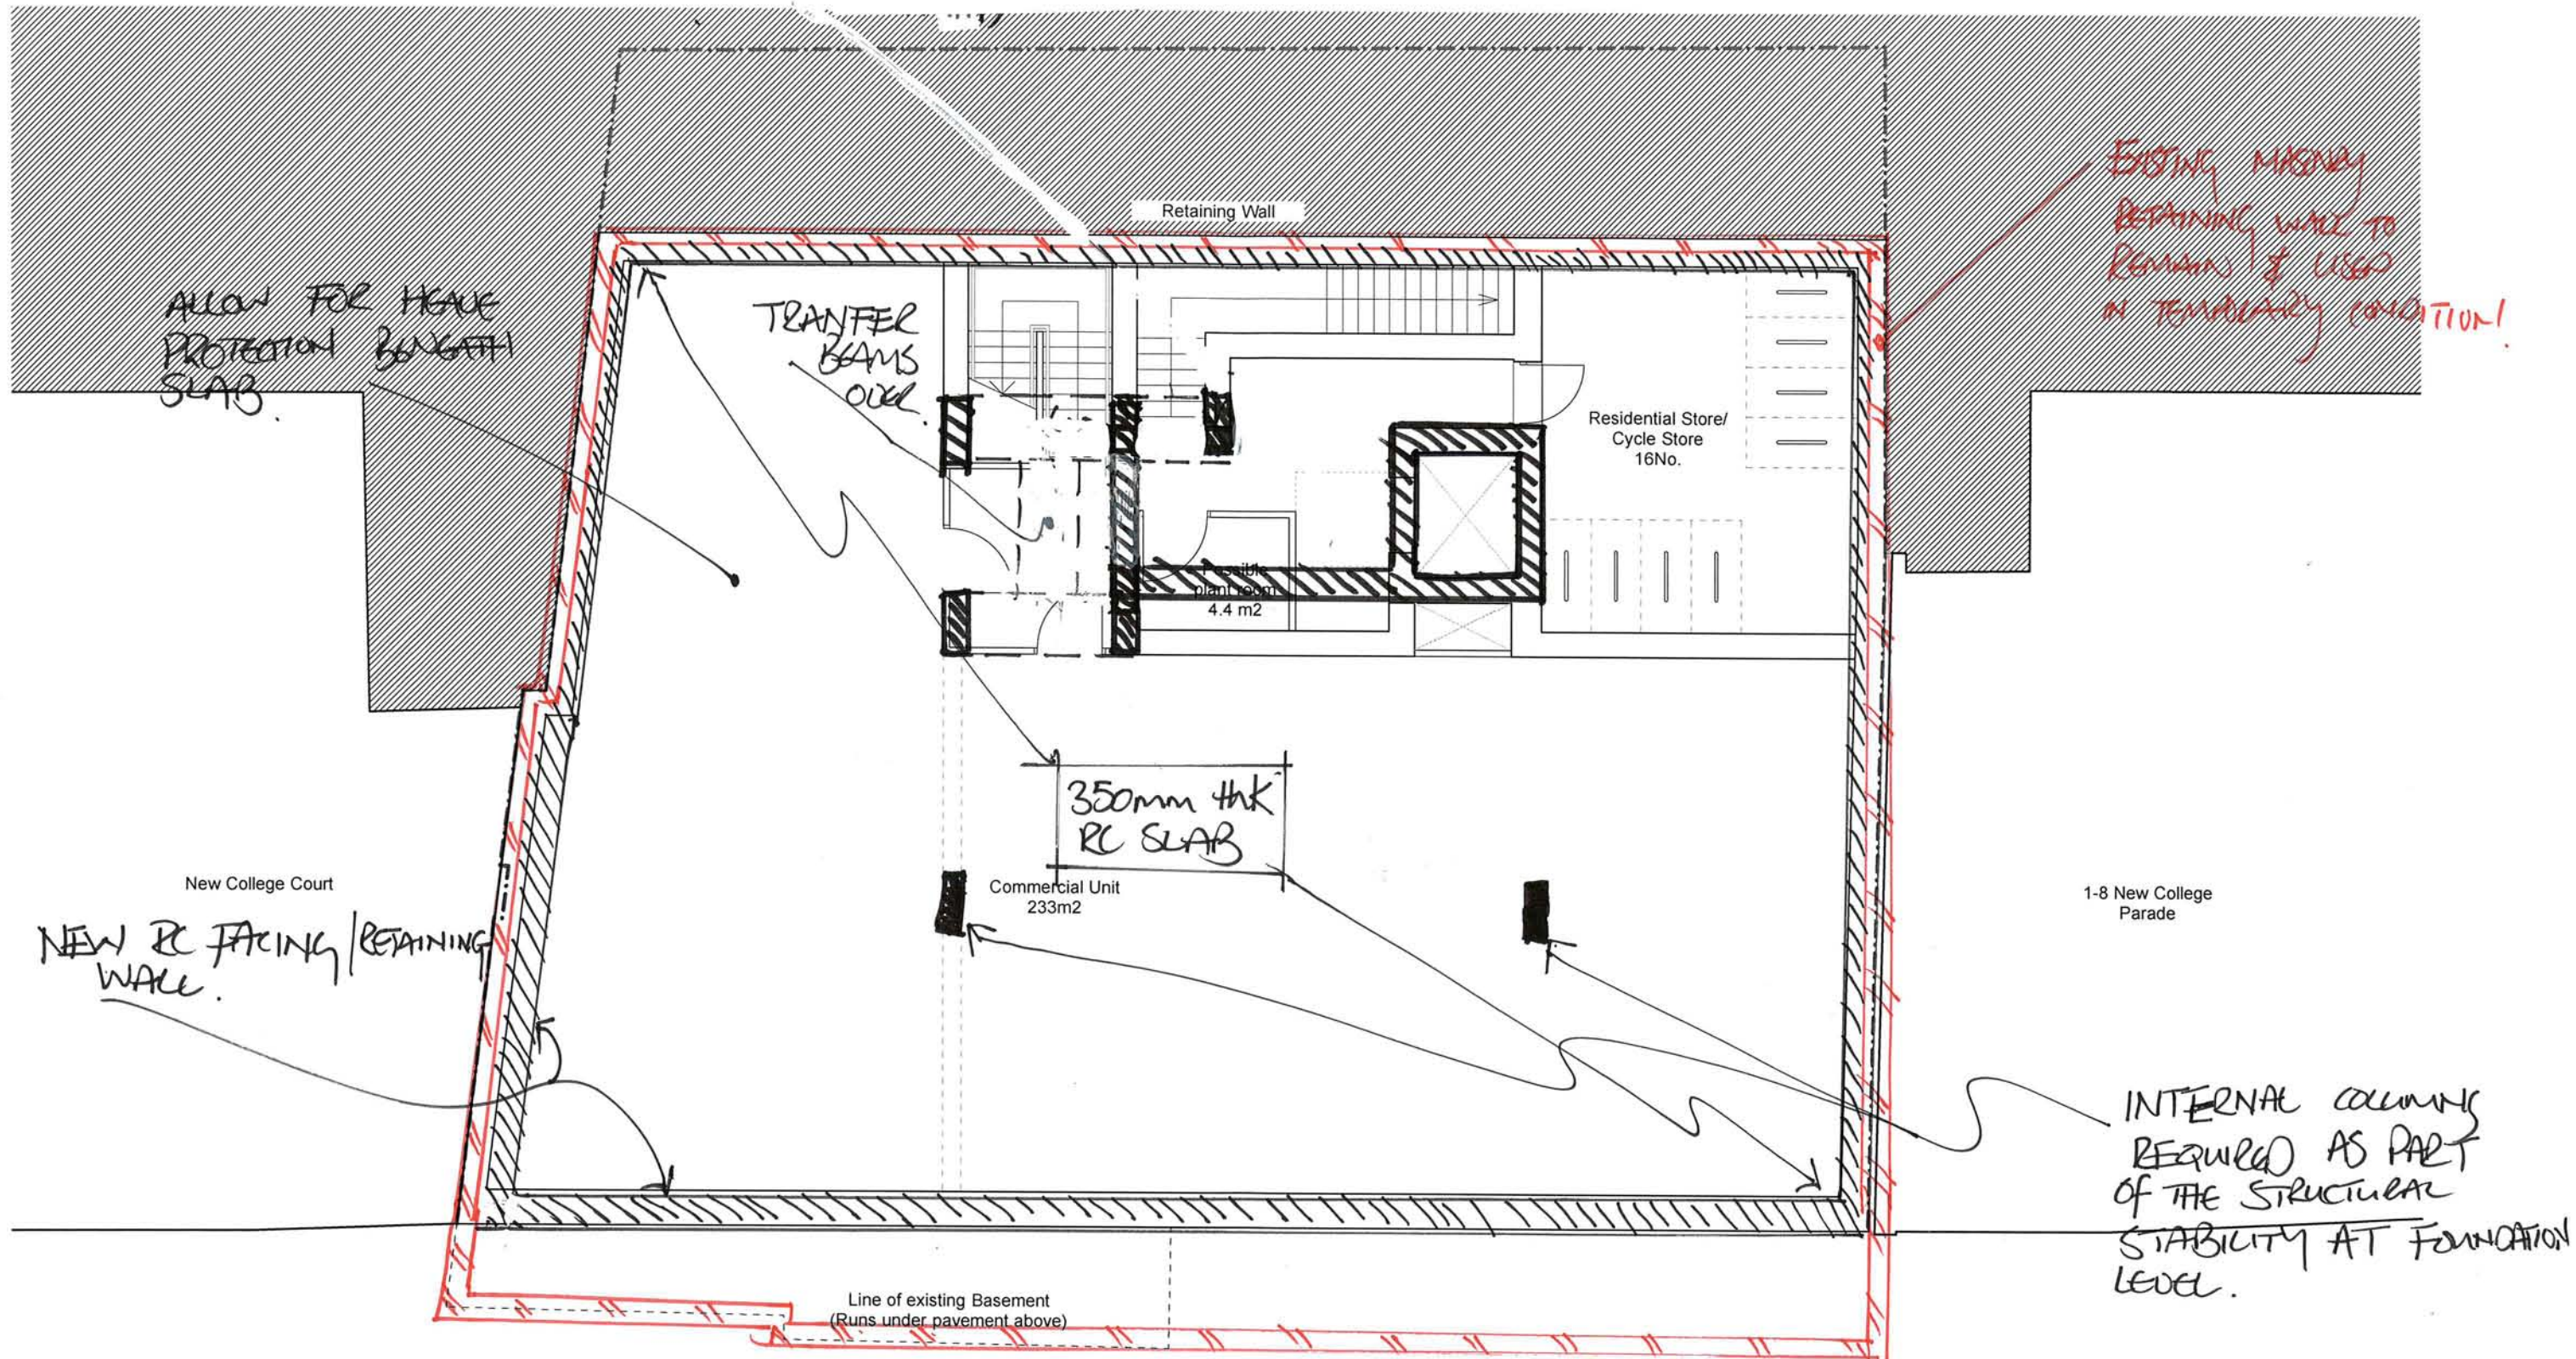 Retaining Wall
EXISTING MASONRY
RETAINING WALL TO
REMAIN & USED
IN TEMPORARY CONDITION!
ALLOW FOR HEAVE
PROTECTION BENEATH
SLAB.
TRANFER
BEAMS
OVER.
Residential Store/
Cycle Store
16No.
Possible
plant room
4.4 m2
350mm thk
RC SLAB
New College Court
Commercial Unit
233m2
1-8 New College
Parade
NEW RC FACING/RETAINING
WALL.
INTERNAL COLUMNS
REQUIRED AS PART
OF THE STRUCTURAL
STABILITY AT FOUNDATION
LEVEL.
Line of existing Basement
(Runs under pavement above)